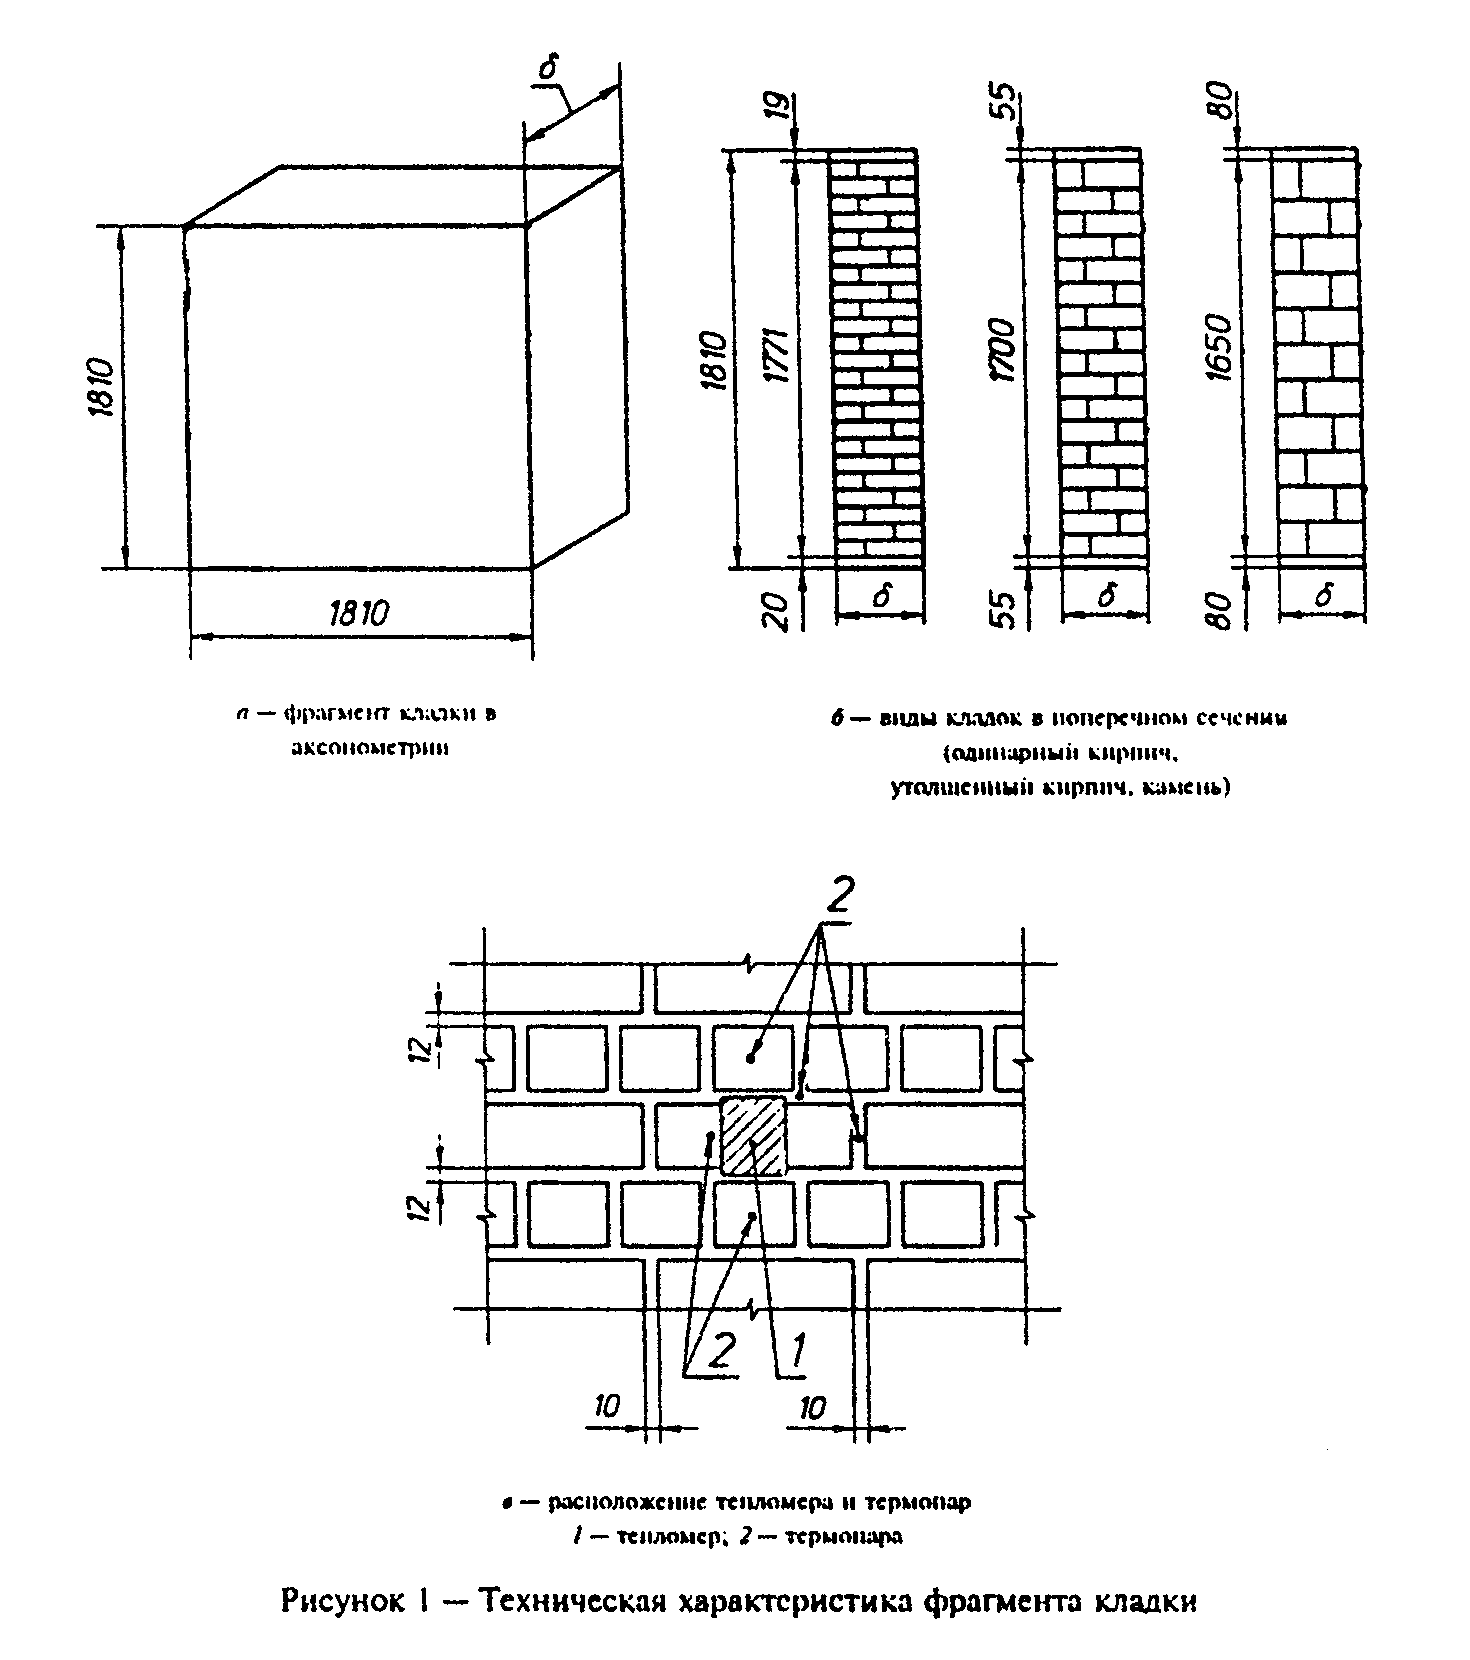 δ
1810
1810
19
1810
1771
20
δ
55
1700
55
δ
80
1650
80
δ
а — фрагмент кладки в
аксонометрии
б — виды кладок в поперечном сечении
(одинарный кирпич,
утолщенный кирпич, камень)
2
12
12
2
1
10
10
в — расположение тепломера и термопар
1 — тепломер; 2 — термопара
Рисунок 1 — Техническая характеристика фрагмента кладки